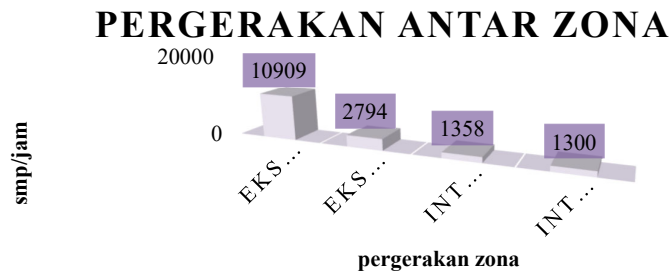 PERGERAKAN ANTAR ZONA
20000
0
smp/jam
10909
2794
1358
1300
EKS…
EKS…
INT…
INT…
pergerakan zona